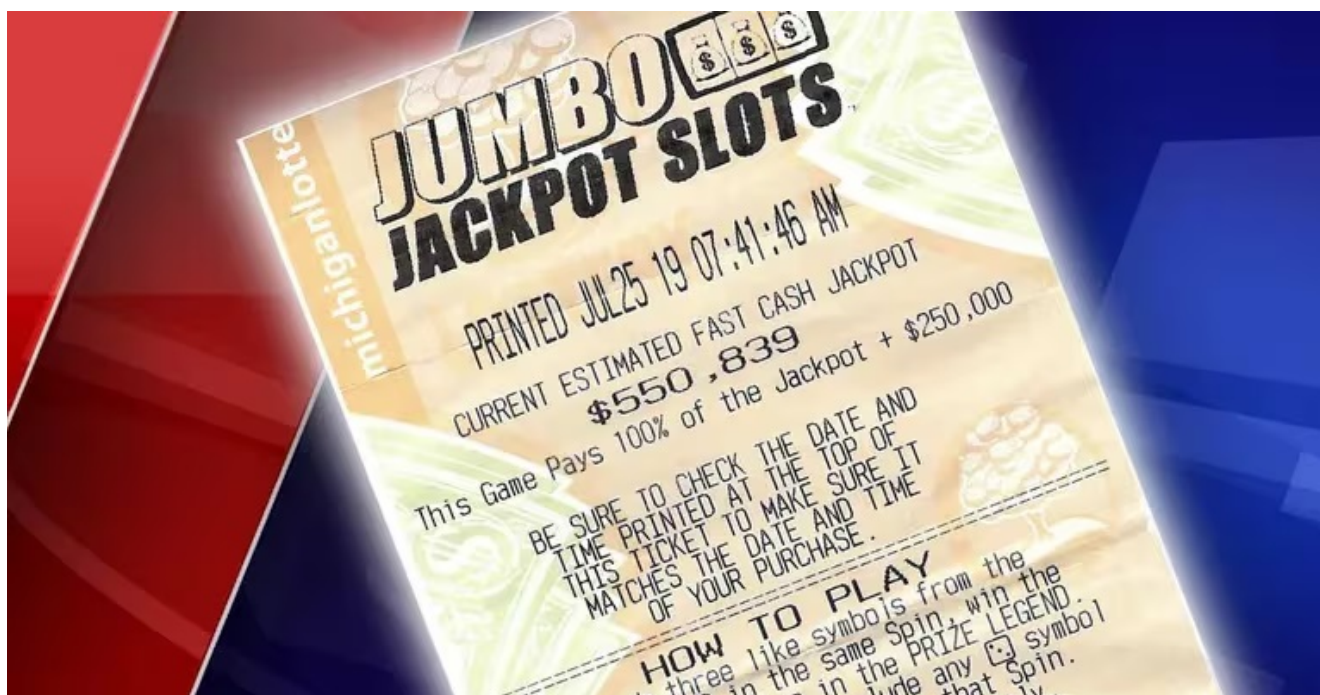 michiganlotte
JUMBO
JACKPOT SLOTS
PRINTED JUL25 19 07:41:46 AM
CURRENT ESTIMATED FAST CASH JACKPOT
$550,839
This Game Pays 100% of the Jackpot + $250,000
BE SURE TO CHECK THE DATE AND
TIME PRINTED AT THE TOP OF
THIS TICKET TO MAKE SURE IT
MATCHES THE DATE AND TIME
OF YOUR PURCHASE.
HOW TO PLAY
three like symbols from the
in the same Spin, win the
in the PRIZE LEGEND.
any symbol
that Spin.